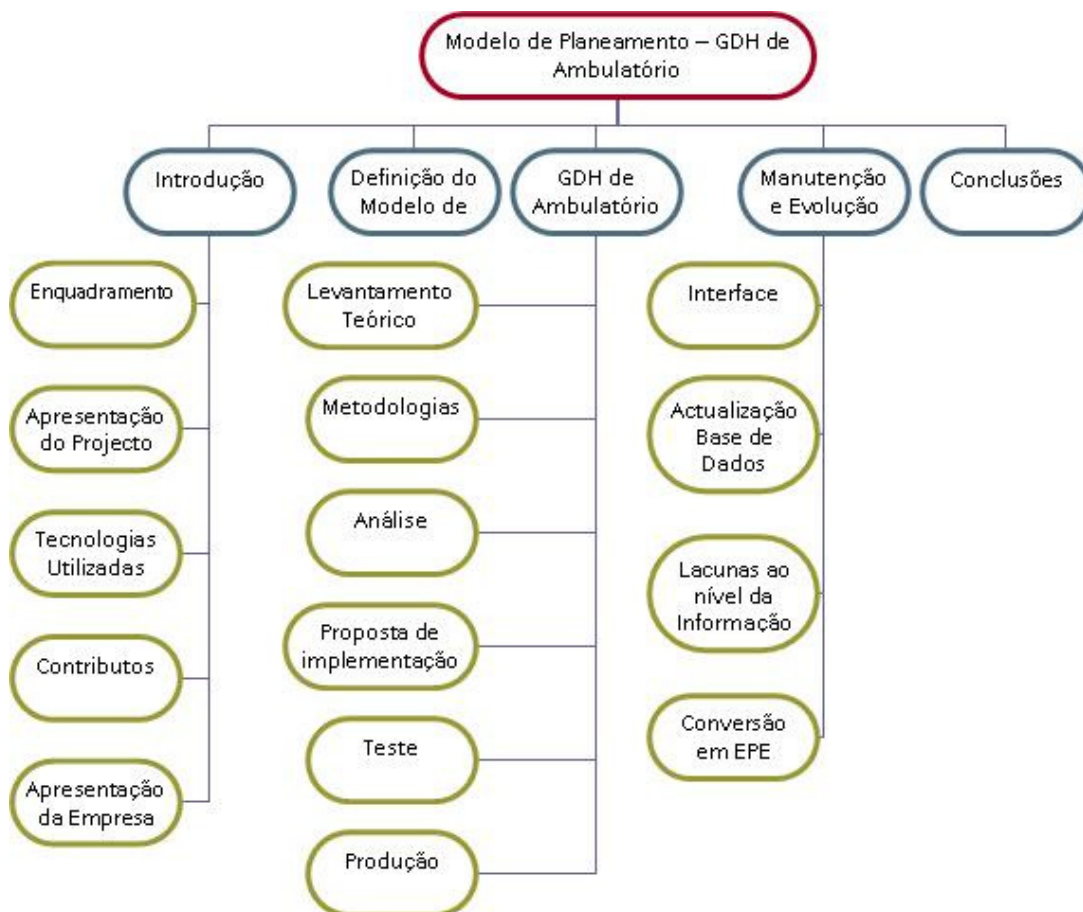 Modelo de Planeamento – GDH de
Ambulatório
Introdução
Definição do
Modelo de
GDH de
Ambulatório
Manutenção
e Evolução
Conclusões
Enquadramento
Apresentação
do Projecto
Tecnologias
Utilizadas
Contributos
Apresentação
da Empresa
Levantamento
Teórico
Metodologias
Análise
Proposta de
implementação
Teste
Produção
Interface
Actualização
Base de
Dados
Lacunas ao
nível da
Informação
Conversão
em EPE